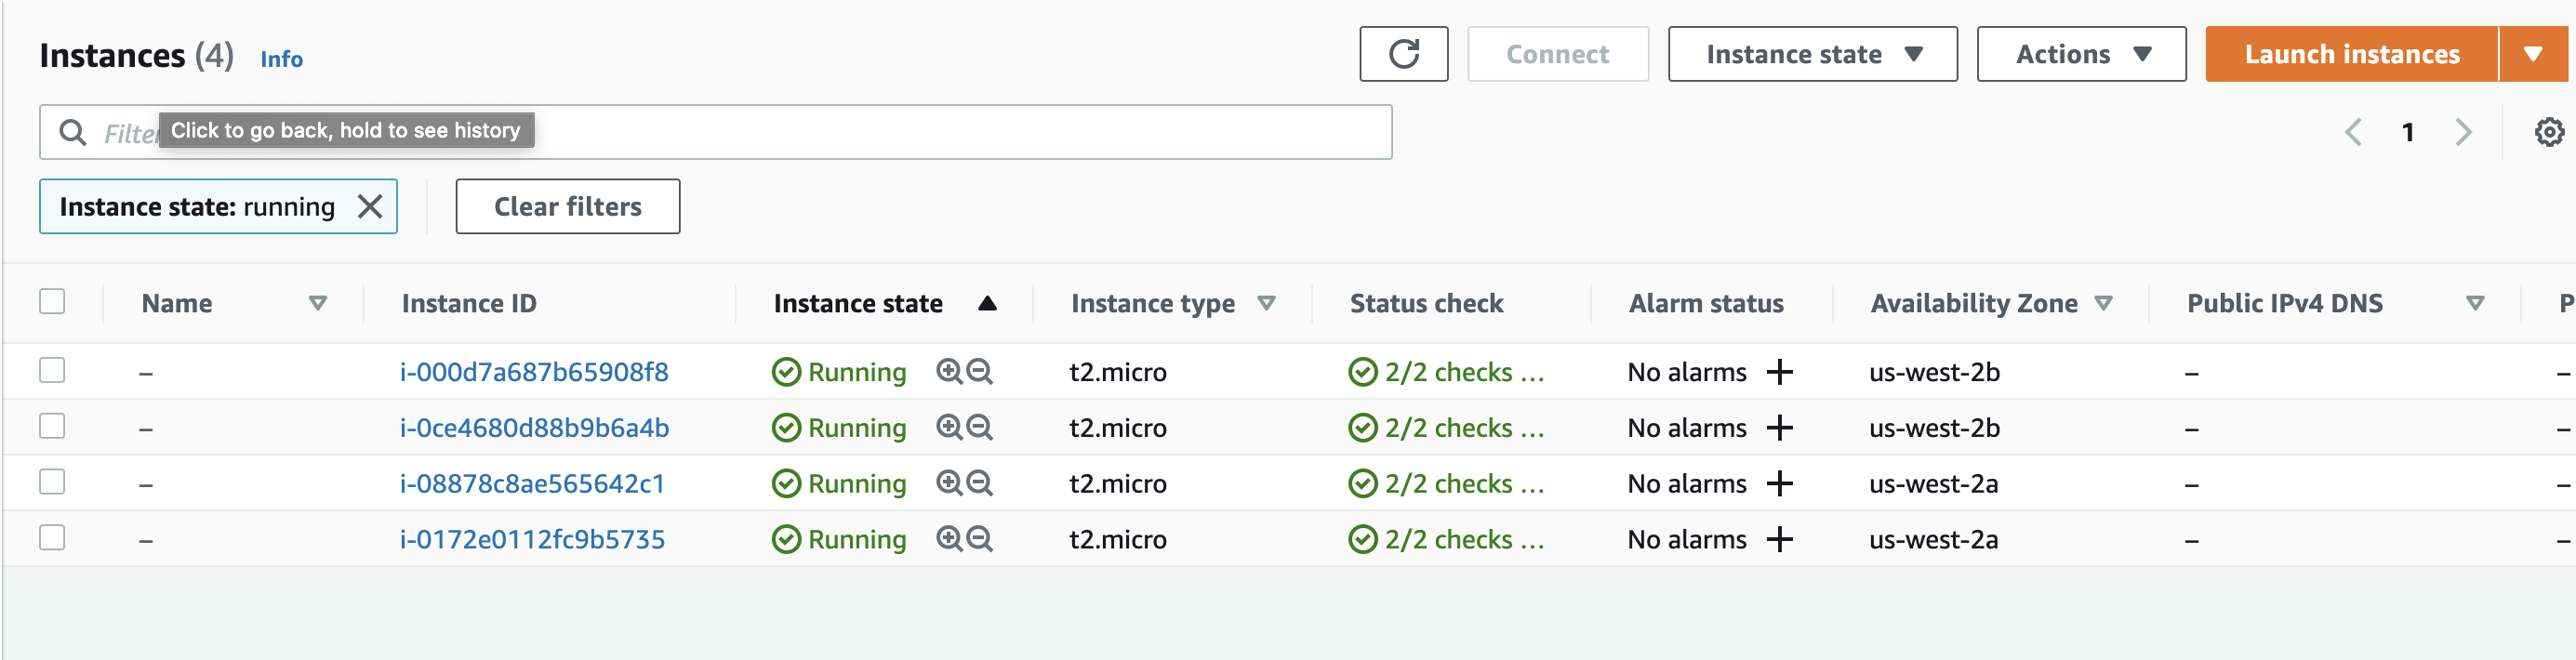 Instances (4) Info Connect Instance state Actions Launch instances
Click to go back, hold to see history 1
Instance state: running Clear filters
Name Instance ID Instance state Instance type Status check Alarm status Availability Zone Public IPv4 DNS P
– i-000d7a687b65908f8 Running t2.micro 2/2 checks ... No alarms + us-west-2b – –
– i-0ce4680d88b9b6a4b Running t2.micro 2/2 checks ... No alarms + us-west-2b – –
– i-08878c8ae565642c1 Running t2.micro 2/2 checks ... No alarms + us-west-2a – –
– i-0172e0112fc9b5735 Running t2.micro 2/2 checks ... No alarms + us-west-2a – –